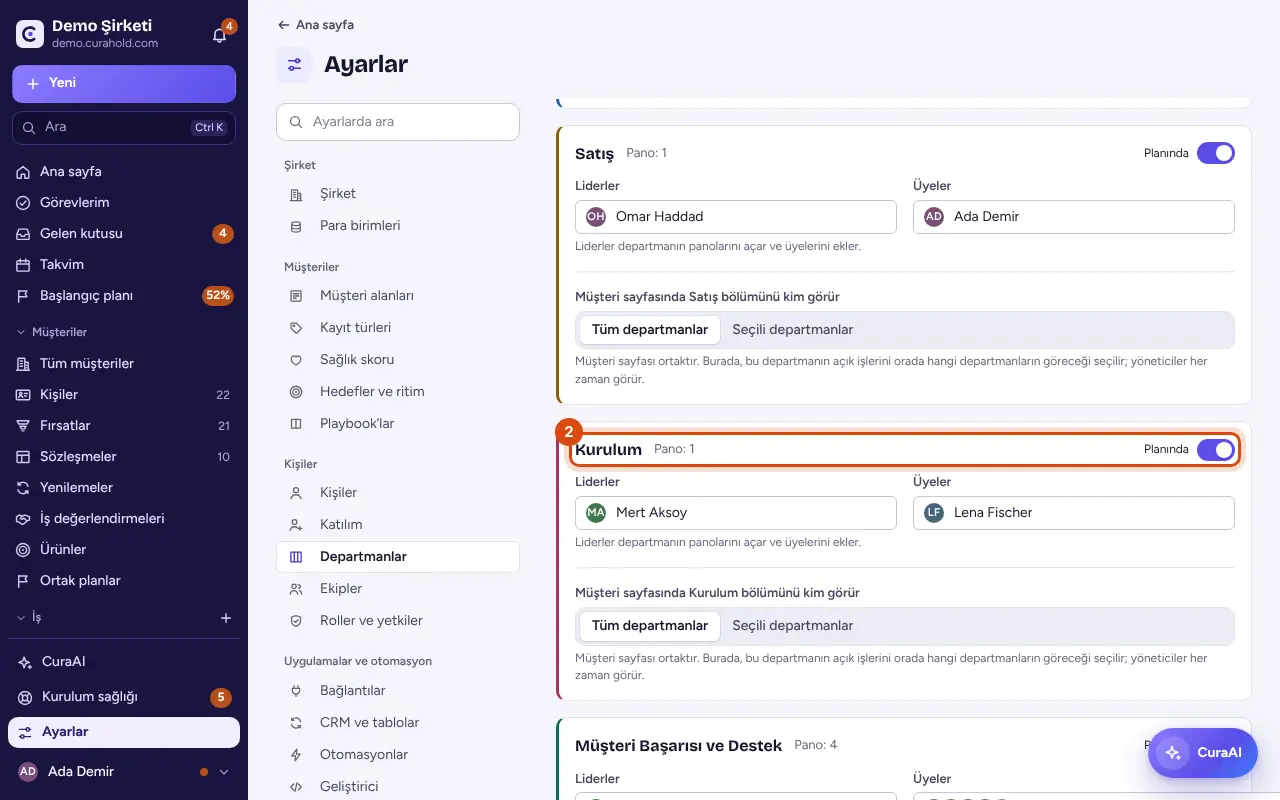 Demo Şirketi
demo.curahold.com
4
Yeni
Ara
Ctrl K
Ana sayfa
Görevlerim
Gelen kutusu
4
Takvim
Başlangıç planı
52%
Müşteriler
Tüm müşteriler
Kişiler
22
Fırsatlar
21
Sözleşmeler
10
Yenilemeler
İş değerlendirmeleri
Ürünler
Ortak planlar
İş
CuraAI
Kurulum sağlığı
5
Ayarlar
AD
Ada Demir
Ana sayfa
Ayarlar
Ayarlarda ara
Şirket
Şirket
Para birimleri
Müşteriler
Müşteri alanları
Kayıt türleri
Sağlık skoru
Hedefler ve ritim
Playbook’lar
Kişiler
Kişiler
Katılım
Departmanlar
Ekipler
Roller ve yetkiler
Uygulamalar ve otomasyon
Bağlantılar
CRM ve tablolar
Otomasyonlar
Geliştirici
Satış
Pano: 1
Planında
Liderler
Üyeler
OH
Omar Haddad
AD
Ada Demir
Liderler departmanın panolarını açar ve üyelerini ekler.
Müşteri sayfasında Satış bölümünü kim görür
Tüm departmanlar
Seçili departmanlar
Müşteri sayfası ortaktır. Burada, bu departmanın açık işlerini orada hangi departmanların göreceği seçilir; yöneticiler her
zaman görür.
2
Kurulum
Pano: 1
Planında
Liderler
Üyeler
MA
Mert Aksoy
LF
Lena Fischer
Liderler departmanın panolarını açar ve üyelerini ekler.
Müşteri sayfasında Kurulum bölümünü kim görür
Tüm departmanlar
Seçili departmanlar
Müşteri sayfası ortaktır. Burada, bu departmanın açık işlerini orada hangi departmanların göreceği seçilir; yöneticiler her
zaman görür.
Müşteri Başarısı ve Destek
Pano: 4
Liderler
Üyeler
CuraAI